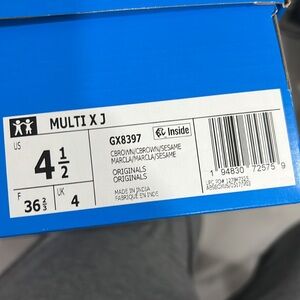 MULTI X J
US
4 1/2
GX8397
Inside
CBROWN/CBROWN/SESAME
MARCLA/MARCLA/SESAME
ORIGINALS
ORIGINALS
MADE IN INDIA
FABRIQUÉ EN INDE
F
36 2/3
UK
4
1 94830 72575 9